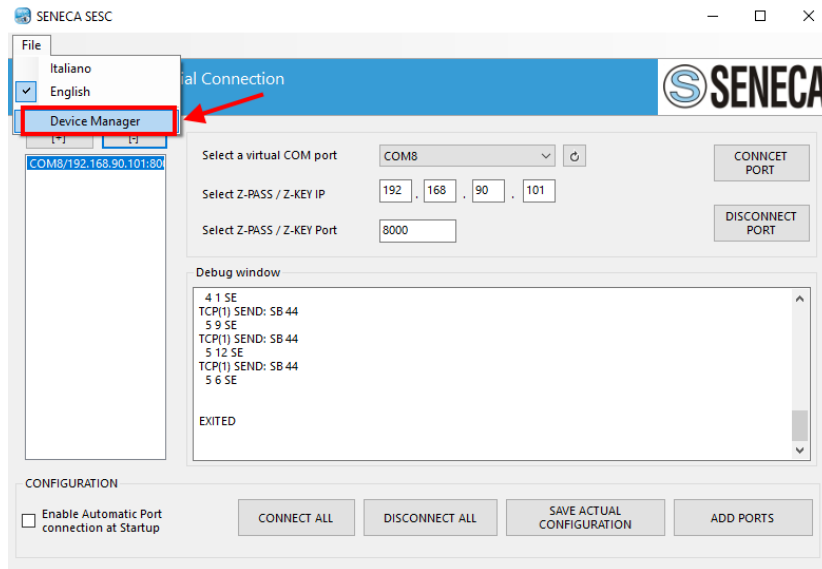 SENECA SESC
File
Italiano
English
Device Manager
ial Connection
SENECA
[+] [-]
COM8/192.168.90.101:80
Select a virtual COM port COM8
Select Z-PASS / Z-KEY IP 192 . 168 . 90 . 101
Select Z-PASS / Z-KEY Port 8000
CONNCET
PORT
DISCONNECT
PORT
Debug window
4 1 SE
TCP(1) SEND: SB 44
5 9 SE
TCP(1) SEND: SB 44
5 12 SE
TCP(1) SEND: SB 44
5 6 SE
EXITED
CONFIGURATION
Enable Automatic Port
connection at Startup
CONNECT ALL
DISCONNECT ALL
SAVE ACTUAL
CONFIGURATION
ADD PORTS